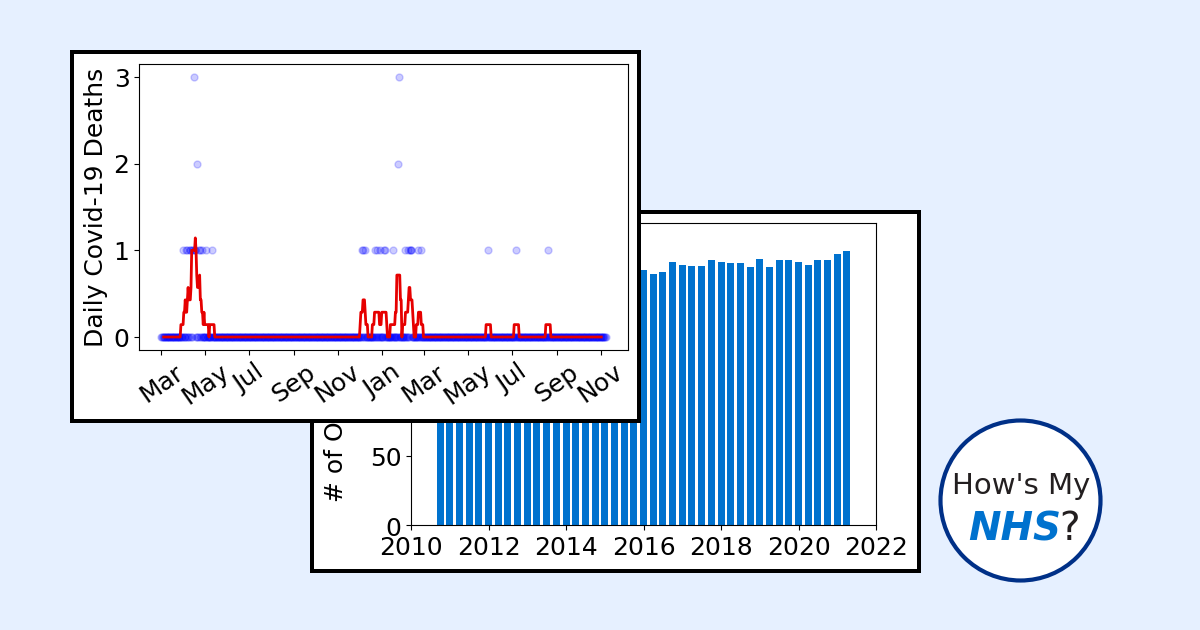 Daily Covid-19 Deaths
3
2
1
0
Mar May Jul Sep Nov Jan Mar May Jul Sep Nov
# of O
50
0
2010 2012 2014 2016 2018 2020 2022
How's My
NHS?